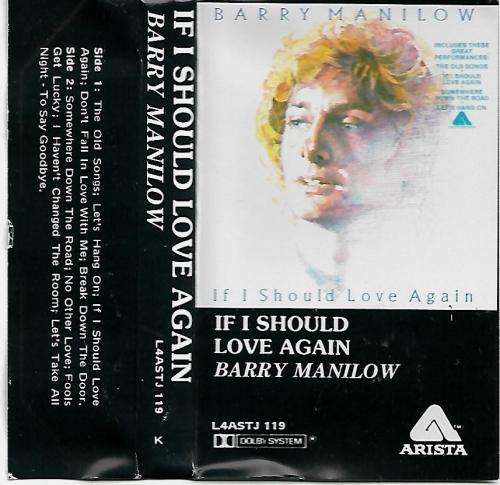 Side 1: The Old Songs; Let's Hang On; If I Should Love
Again; Don't Fall In Love With Me; Break Down The Door.
Side 2: Somewhere Down The Road; No Other Love; Fools
Get Lucky; I Haven't Changed The Room; Let's Take All
Night - To Say Goodbye.
IF I SHOULD LOVE AGAIN
BARRY MANILOW
L4ASTJ 119
K
BARRY MANILOW
INCLUDES THESE
GREAT
PERFORMANCES:
THE OLD SONGS
IF I SHOULD
LOVE AGAIN
SOMEWHERE
DOWN THE ROAD
LET'S HANG ON
If I Should Love Again
IF I SHOULD
LOVE AGAIN
BARRY MANILOW
L4ASTJ 119
DOLBY SYSTEM
ARISTA™